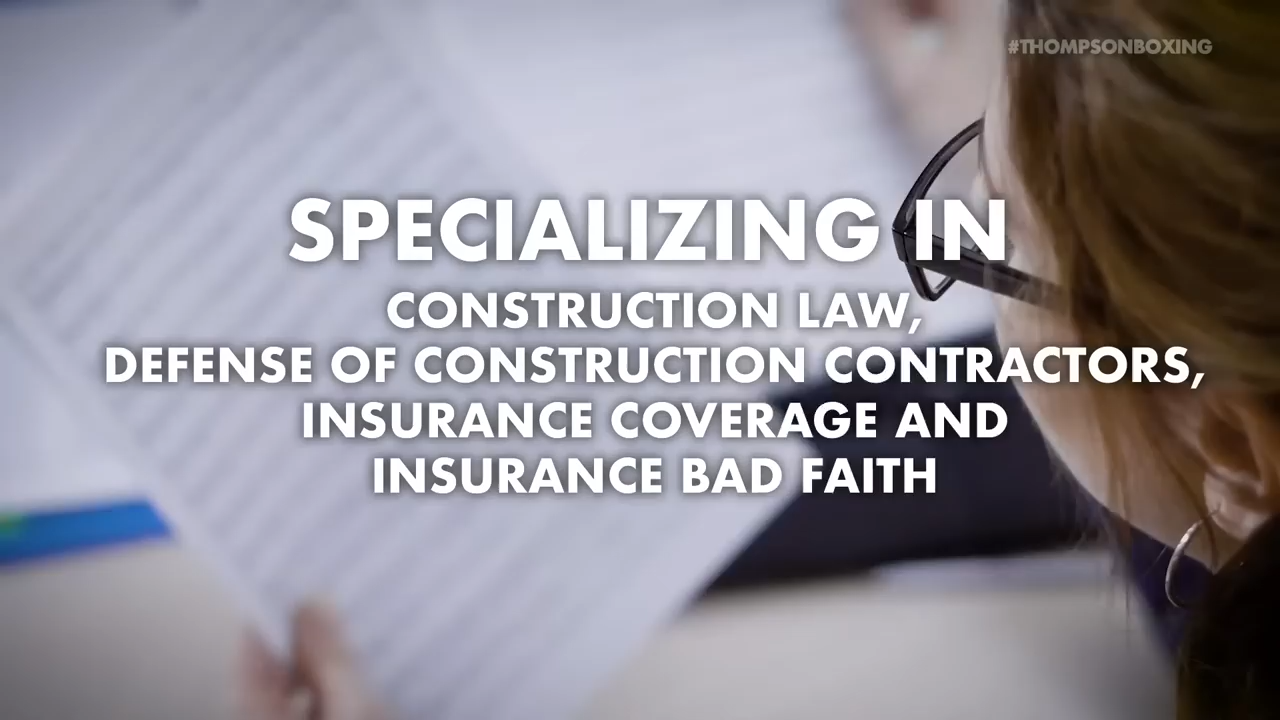 #THOMPSONBOXING
SPECIALIZING IN
CONSTRUCTION LAW,
DEFENSE OF CONSTRUCTION CONTRACTORS,
INSURANCE COVERAGE AND
INSURANCE BAD FAITH